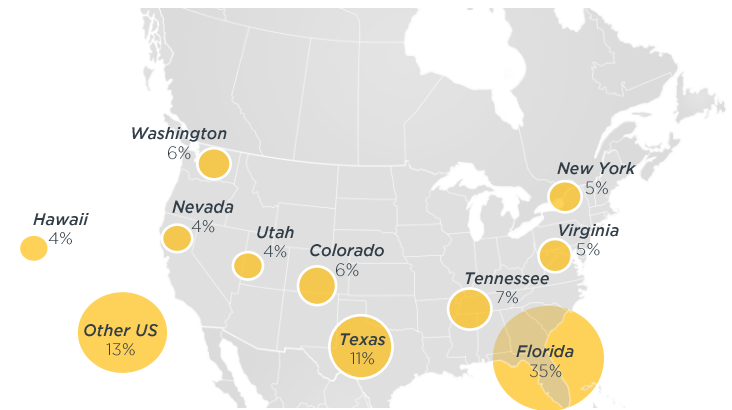 Washington
6%
New York
5%
Nevada
4%
Hawaii
4%
Utah
4%
Virginia
5%
Colorado
6%
Tennessee
7%
Other US
13%
Texas
11%
Florida
35%